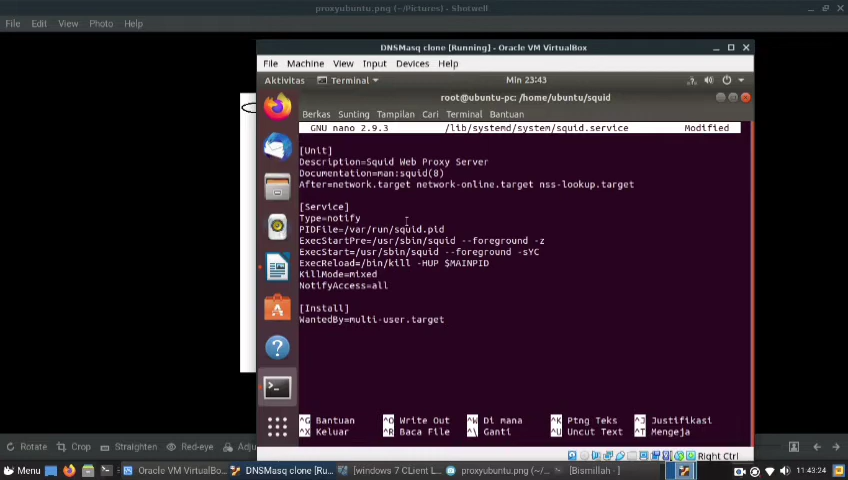 proxyubuntu.png (~/Pictures) - Shotwell
File Edit View Photo Help
DNSMasq clone [Running] - Oracle VM VirtualBox
File Machine View Input Devices Help
Aktivitas Terminal Min 23:43
root@ubuntu-pc: /home/ubuntu/squid
Berkas Sunting Tampilan Cari Terminal Bantuan
GNU nano 2.9.3 /lib/systemd/system/squid.service Modified
[Unit]
Description=Squid Web Proxy Server
Documentation=man:squid(8)
After=network.target network-online.target nss-lookup.target
[Service]
Type=notify
PIDFile=/var/run/squid.pid
ExecStartPre=/usr/sbin/squid --foreground -z
ExecStart=/usr/sbin/squid --foreground -sYC
ExecReload=/bin/kill -HUP $MAINPID
KillMode=mixed
NotifyAccess=all
[Install]
WantedBy=multi-user.target
^G Bantuan ^O Write Out ^W Di mana ^K Ptng Teks ^J Justifikasi
^X Keluar ^R Baca File ^\ Ganti ^U Uncut Text ^T Mengeja
Rotate Crop Straighten Red-eye Adju
Right Ctrl
Menu Oracle VM VirtualBo... DNSMasq clone [Ru... [windows 7 CLient L... proxyubuntu.png (~/... [Bismillah · ] 11:43:24